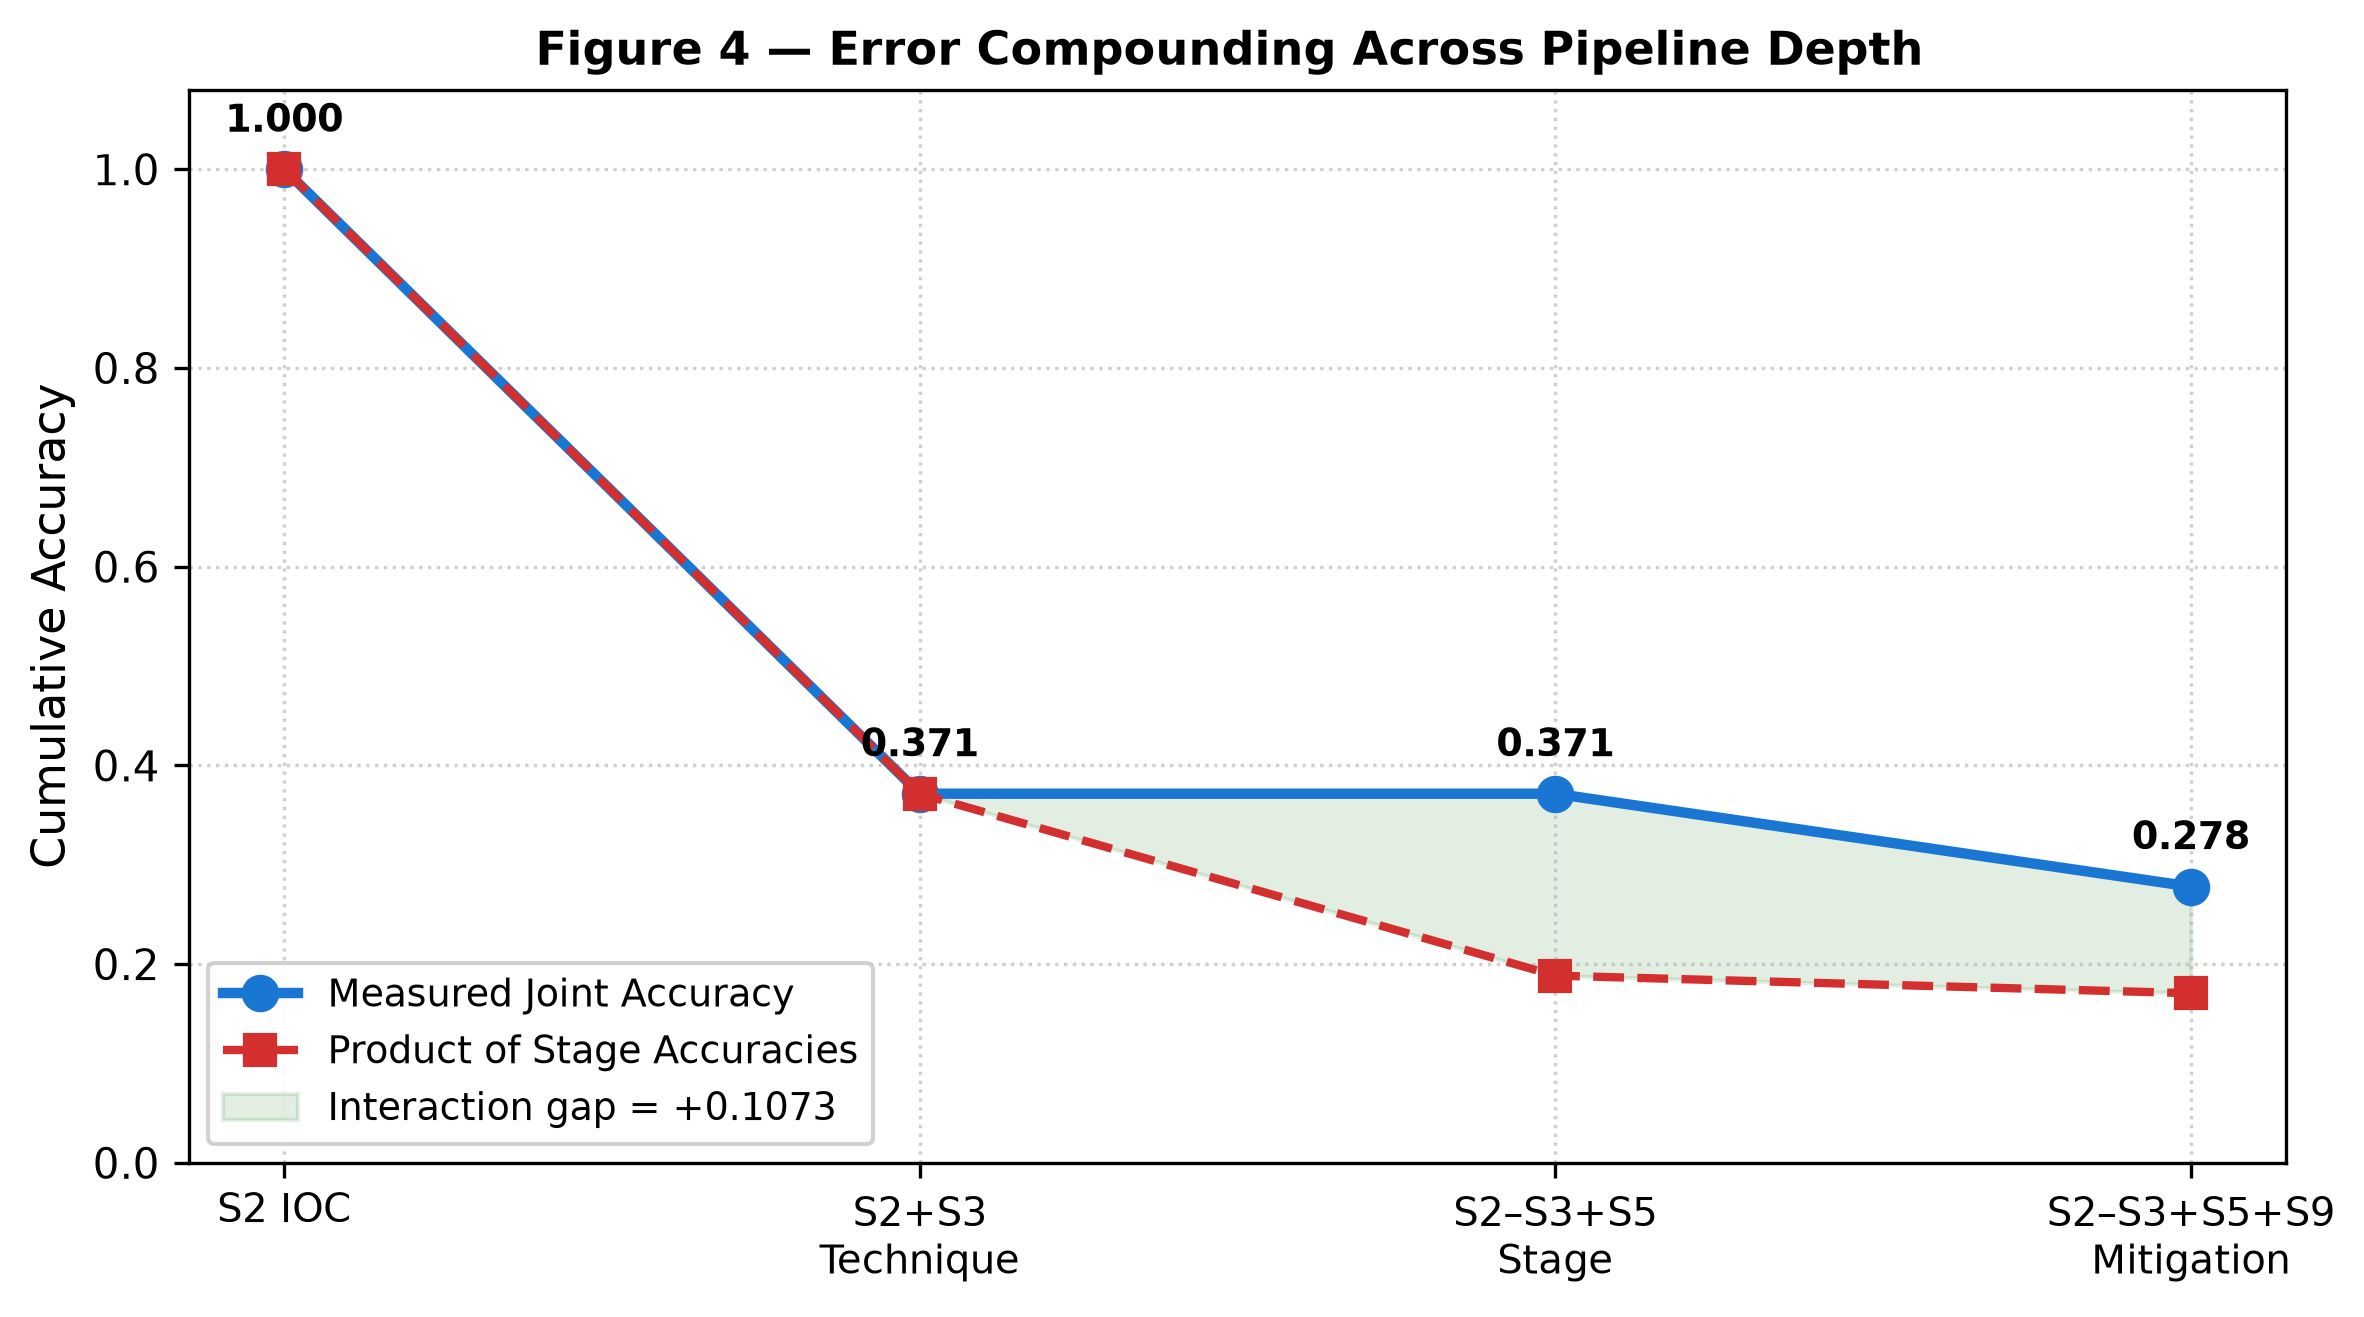 Figure 4 — Error Compounding Across Pipeline Depth
Cumulative Accuracy
1.0
0.8
0.6
0.4
0.2
0.0
1.000
0.371
0.371
0.278
Measured Joint Accuracy
Product of Stage Accuracies
Interaction gap = +0.1073
S2 IOC
S2+S3
Technique
S2–S3+S5
Stage
S2–S3+S5+S9
Mitigation